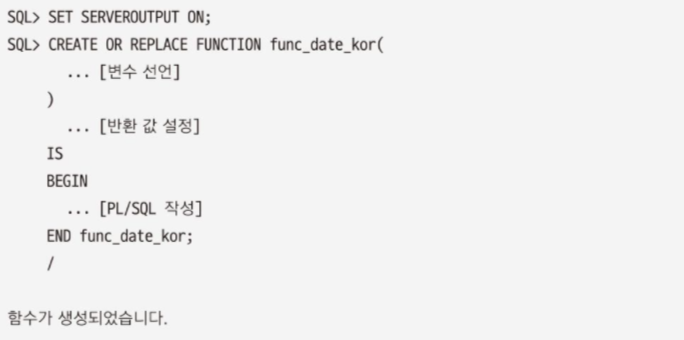 SQL> SET SERVEROUTPUT ON;
SQL> CREATE OR REPLACE FUNCTION func_date_kor(
... [변수 선언]
)
... [반환 값 설정]
IS
BEGIN
... [PL/SQL 작성]
END func_date_kor;
/
함수가 생성되었습니다.